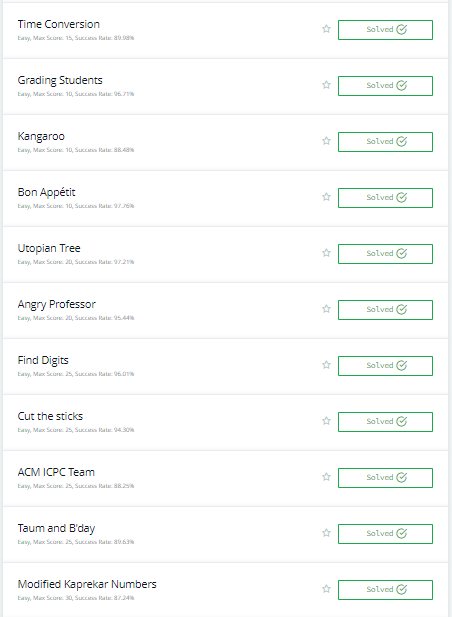 Time Conversion
Easy, Max Score: 15, Success Rate: 89.98%
Solved
Grading Students
Easy, Max Score: 10, Success Rate: 96.71%
Solved
Kangaroo
Easy, Max Score: 10, Success Rate: 88.48%
Solved
Bon Appétit
Easy, Max Score: 10, Success Rate: 97.76%
Solved
Utopian Tree
Easy, Max Score: 20, Success Rate: 97.21%
Solved
Angry Professor
Easy, Max Score: 20, Success Rate: 95.44%
Solved
Find Digits
Easy, Max Score: 25, Success Rate: 96.01%
Solved
Cut the sticks
Easy, Max Score: 25, Success Rate: 94.30%
Solved
ACM ICPC Team
Easy, Max Score: 25, Success Rate: 88.25%
Solved
Taum and B'day
Easy, Max Score: 25, Success Rate: 89.63%
Solved
Modified Kaprekar Numbers
Easy, Max Score: 30, Success Rate: 87.24%
Solved